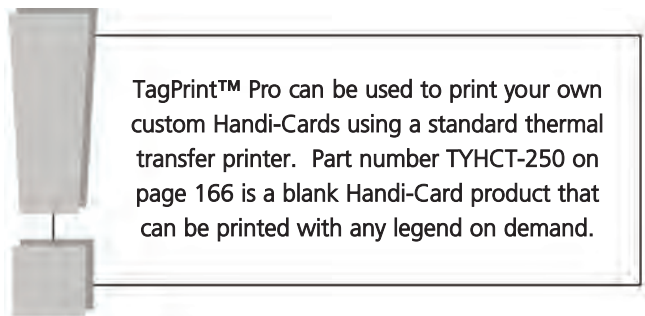 TagPrint™ Pro can be used to print your own
custom Handi-Cards using a standard thermal
transfer printer.  Part number TYHCT-250 on
page 166 is a blank Handi-Card product that
can be printed with any legend on demand.